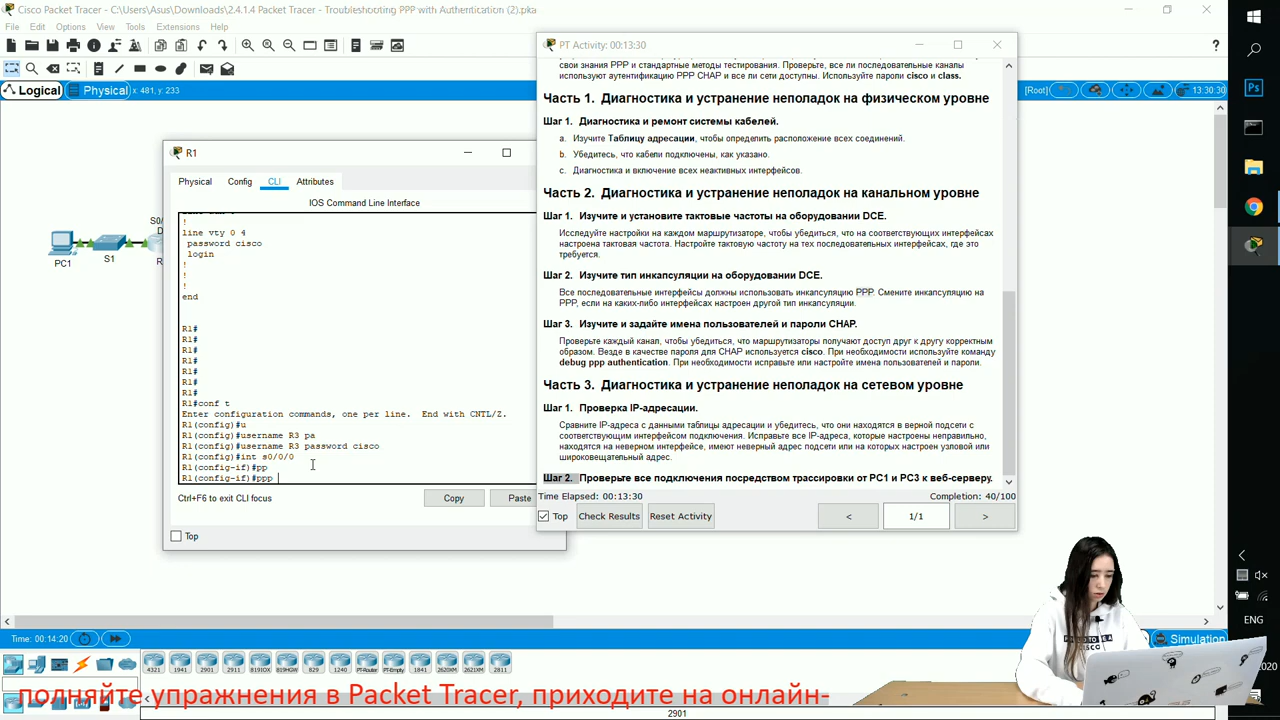 Cisco Packet Tracer - C:\Users\Asus\Downloads\2.4.1.4 Packet Tracer - Troubleshooting PPP with Authentication (2).pka
File Edit Options View Tools Extensions Help
?
Logical Physical x: 481, y: 233
[Root] 13:30:30
PT Activity: 00:13:30
свои знания PPP и стандартные методы тестирования. Проверьте, все ли последовательные каналы
используют аутентификацию PPP CHAP и все ли сети доступны. Используйте пароли cisco и class.
Часть 1. Диагностика и устранение неполадок на физическом уровне
Шаг 1. Диагностика и ремонт системы кабелей.
a. Изучите Таблицу адресации, чтобы определить расположение всех соединений.
b. Убедитесь, что кабели подключены, как указано.
c. Диагностика и включение всех неактивных интерфейсов.
Часть 2. Диагностика и устранение неполадок на канальном уровне
Шаг 1. Изучите и установите тактовые частоты на оборудовании DCE.
Исследуйте настройки на каждом маршрутизаторе, чтобы убедиться, что на соответствующих интерфейсах
настроена тактовая частота. Настройте тактовую частоту на тех последовательных интерфейсах, где это
требуется.
Шаг 2. Изучите тип инкапсуляции на оборудовании DCE.
Все последовательные интерфейсы должны использовать инкапсуляцию PPP. Смените инкапсуляцию на
PPP, если на каких-либо интерфейсах настроен другой тип инкапсуляции.
Шаг 3. Изучите и задайте имена пользователей и пароли CHAP.
Проверьте каждый канал, чтобы убедиться, что маршрутизаторы получают доступ друг к другу корректным
образом. Везде в качестве пароля для CHAP используется cisco. При необходимости используйте команду
debug ppp authentication. При необходимости исправьте или настройте имена пользователей и пароли.
Часть 3. Диагностика и устранение неполадок на сетевом уровне
Шаг 1. Проверка IP-адресации.
Сравните IP-адреса с данными таблицы адресации и убедитесь, что они находятся в верной подсети с
соответствующим интерфейсом подключения. Исправьте все IP-адреса, которые настроены неправильно,
находятся на неверном интерфейсе, имеют неверный адрес подсети или на которых настроен узловой или
широковещательный адрес.
Шаг 2. Проверьте все подключения посредством трассировки от PC1 и PC3 к веб-серверу.
Time Elapsed: 00:13:30 Completion: 40/100
Top Check Results Reset Activity < 1/1 >
R1
Physical Config CLI Attributes
IOS Command Line Interface
!
line vty 0 4
password cisco
login
!
!
!
end
R1#
R1#
R1#
R1#
R1#
R1#
R1#
R1#conf t
Enter configuration commands, one per line. End with CNTL/Z.
R1(config)#u
R1(config)#username R3 pa
R1(config)#username R3 password cisco
R1(config)#int s0/0/0
R1(config-if)#pp
R1(config-if)#ppp
Ctrl+F6 to exit CLI focus Copy Paste
Top
PC1 S1
S0/
Time: 00:14:20 Simulation
4321 1941 2901 2911 819IOX 819HGW 829 1240 PT-Router PT-Empty 1841 2620XM 2621XM 2811
2901
полняйте упражнения в Packet Tracer, приходите на онлайн-
Ps
ENG
CISCO